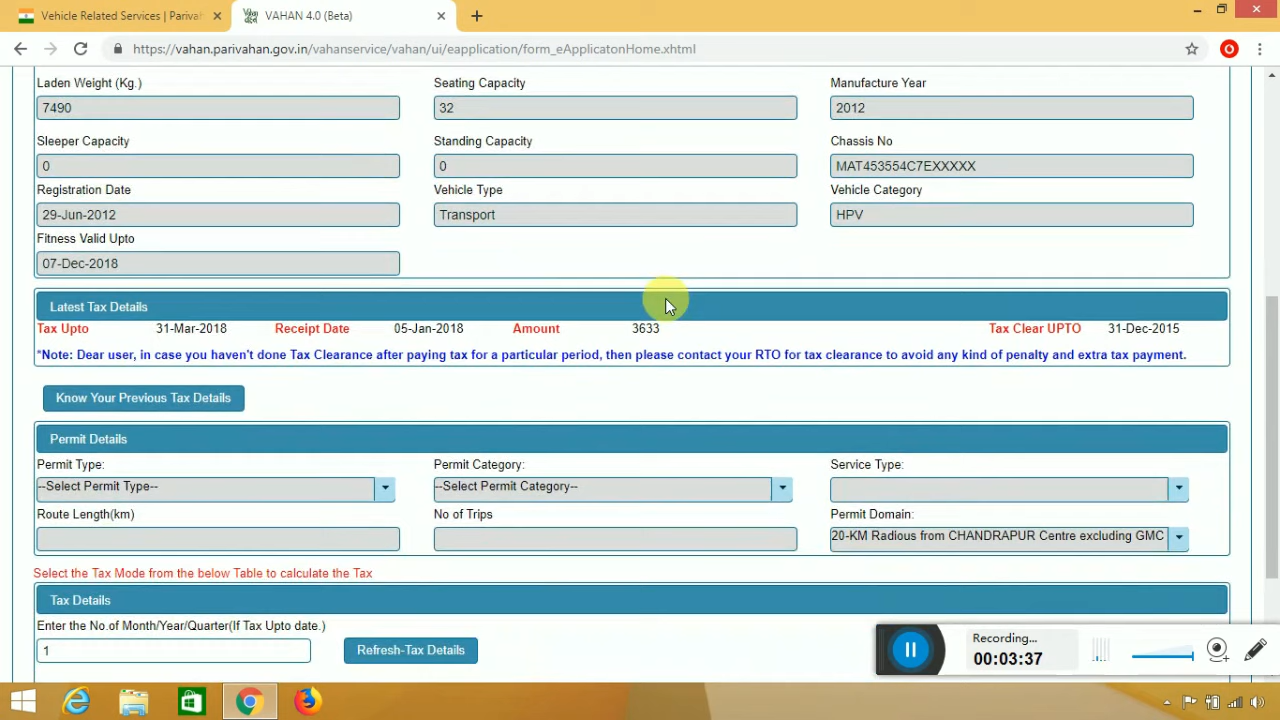 Vehicle Related Services | Parivah
VAHAN 4.0 (Beta)
https://vahan.parivahan.gov.in/vahanservice/vahan/ui/eapplication/form_eApplicatonHome.xhtml
Laden Weight (Kg.) Seating Capacity Manufacture Year
7490 32 2012
Sleeper Capacity Standing Capacity Chassis No
0 0 MAT453554C7EXXXXX
Registration Date Vehicle Type Vehicle Category
29-Jun-2012 Transport HPV
Fitness Valid Upto
07-Dec-2018
Latest Tax Details
Tax Upto 31-Mar-2018 Receipt Date 05-Jan-2018 Amount 3633 Tax Clear UPTO 31-Dec-2015
*Note: Dear user, in case you haven't done Tax Clearance after paying tax for a particular period, then please contact your RTO for tax clearance to avoid any kind of penalty and extra tax payment.
Know Your Previous Tax Details
Permit Details
Permit Type: Permit Category: Service Type:
--Select Permit Type-- --Select Permit Category--
Route Length(km) No of Trips Permit Domain:
20-KM Radious from CHANDRAPUR Centre excluding GMC
Select the Tax Mode from the below Table to calculate the Tax
Tax Details
Enter the No.of Month/Year/Quarter(If Tax Upto date.)
1 Refresh-Tax Details
Recording...
00:03:37